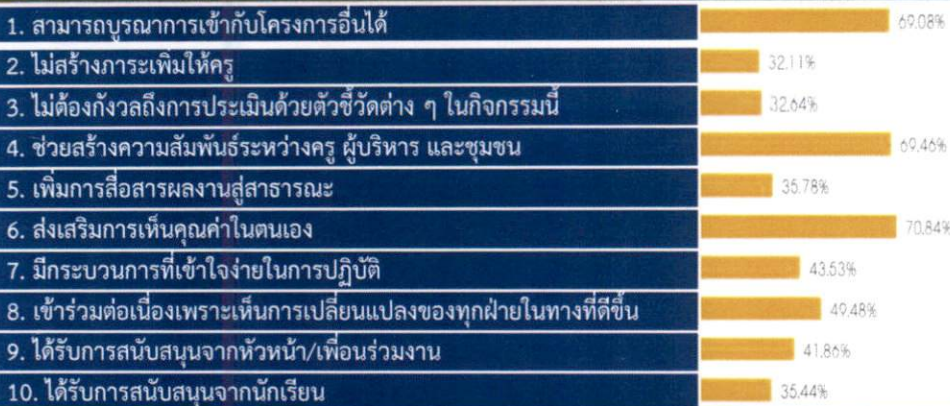 1. สามารถบูรณาการเข้ากับโครงการอื่นได้ 69.08%
2. ไม่สร้างภาระเพิ่มให้ครู 32.11%
3. ไม่ต้องกังวลถึงการประเมินด้วยตัวชี้วัดต่าง ๆ ในกิจกรรมนี้ 32.64%
4. ช่วยสร้างความสัมพันธ์ระหว่างครู ผู้บริหาร และชุมชน 69.46%
5. เพิ่มการสื่อสารผลงานสู่สาธารณะ 35.78%
6. ส่งเสริมการเห็นคุณค่าในตนเอง 70.84%
7. มีกระบวนการที่เข้าใจง่ายในการปฏิบัติ 43.53%
8. เข้าร่วมต่อเนื่องเพราะเห็นการเปลี่ยนแปลงของทุกฝ่ายในทางที่ดีขึ้น 49.48%
9. ได้รับการสนับสนุนจากหัวหน้า/เพื่อนร่วมงาน 41.86%
10. ได้รับการสนับสนุนจากนักเรียน 35.44%